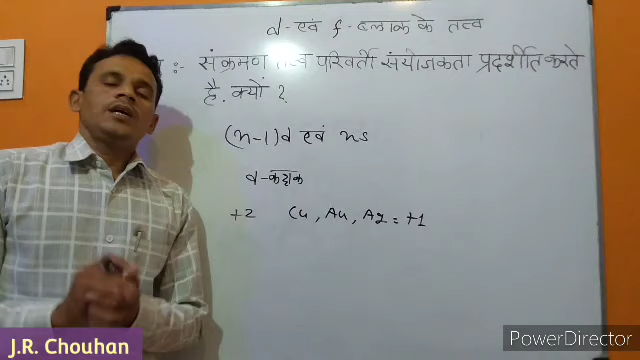 d- एवं f- ब्लाक के तत्व
:- संक्रमण तत्व परिवर्ती संयोजकता प्रदर्शीत करते
है. क्यों ?
(n-1)d एवं ns
d-कक्षक
+2 Cu, Au, Ag = +1
J.R. Chouhan
PowerDirector